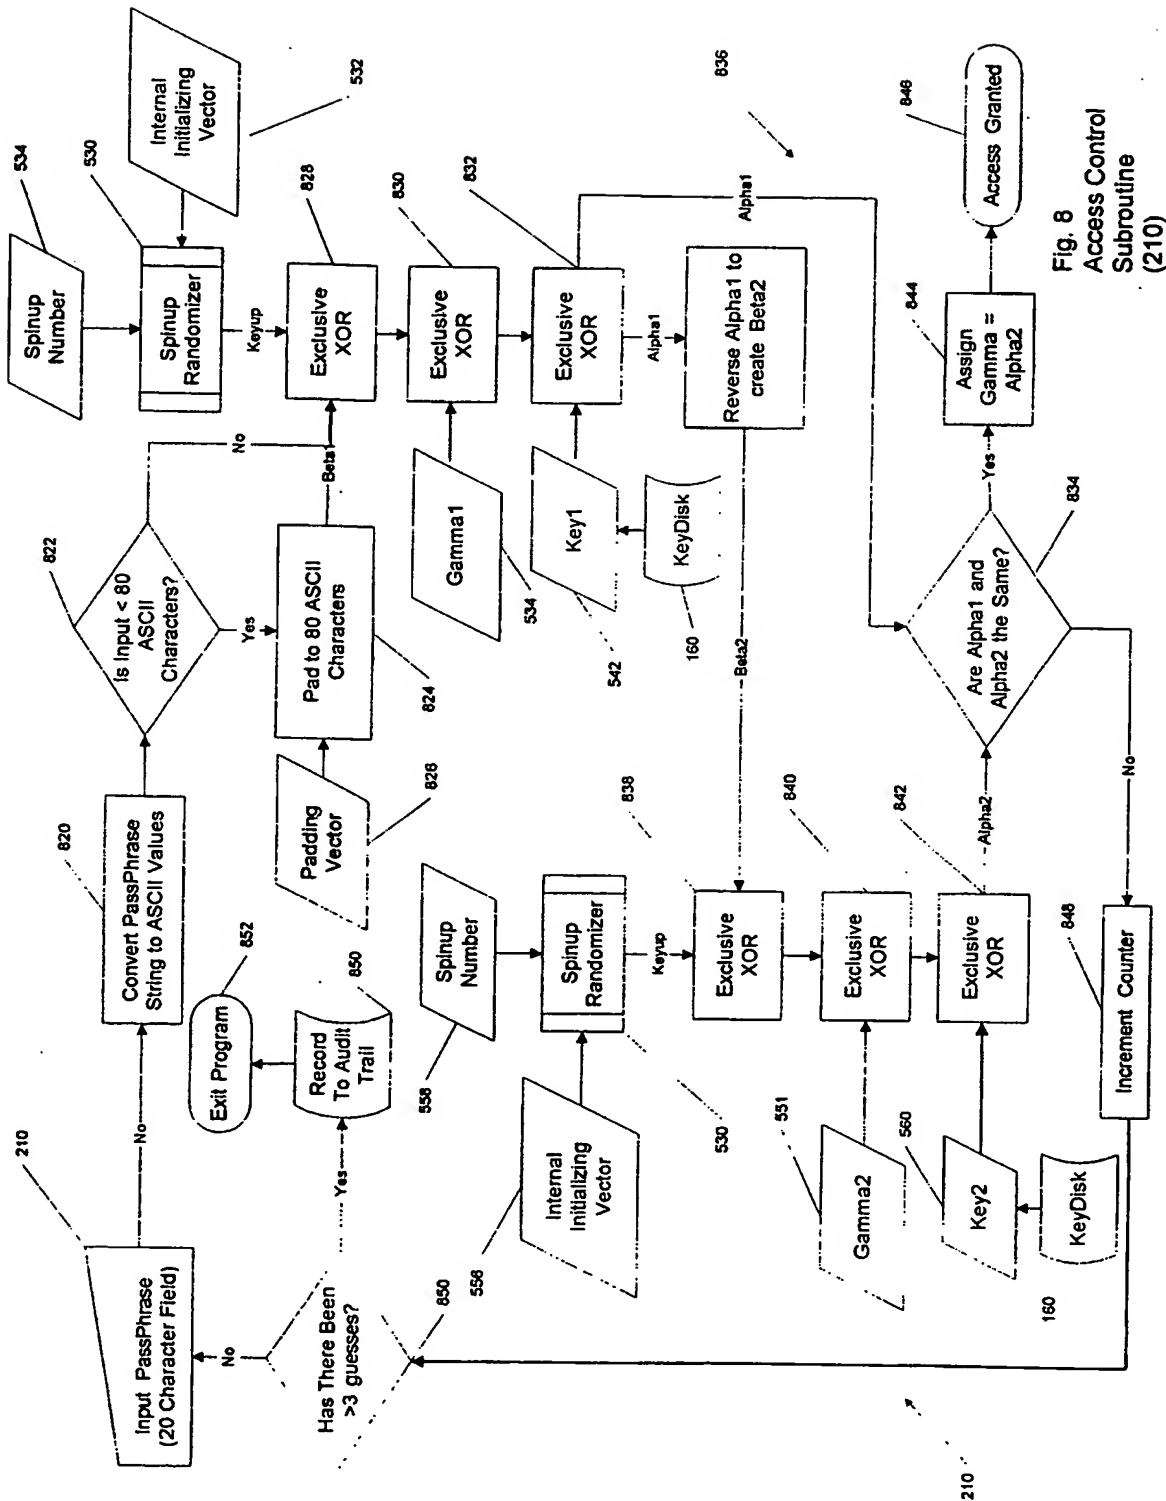 210
Input PassPhrase
(20 Character Field)
No
820
Convert PassPhrase
String to ASCII Values
822
Is Input < 80
ASCII
Characters?
No
Yes
Pad to 80 ASCII
Characters
824
Padding
Vector
826
Beta1
534
Spinup
Number
530
Spinup
Randomizer
Internal
Initializing
Vector
532
Keyup
Exclusive
XOR
828
Exclusive
XOR
830
Gamma1
534
Exclusive
XOR
832
Key1
542
KeyDisk
160
Alpha1
Alpha1
Reverse Alpha1 to
create Beta2
Beta2
836
Has There Been
>3 guesses?
850
No
Yes
Record
To Audit
Trail
850
Exit Program
852
Spinup
Number
558
Spinup
Randomizer
530
Internal
Initializing
Vector
556
Keyup
Exclusive
XOR
838
Exclusive
XOR
840
Gamma2
551
Exclusive
XOR
842
Key2
560
KeyDisk
160
Alpha2
Are Alpha1 and
Alpha2 the Same?
834
Yes
Assign
Gamma =
Alpha2
844
Access Granted
846
No
Increment Counter
848
210
Fig. 8
Access Control
Subroutine
(210)